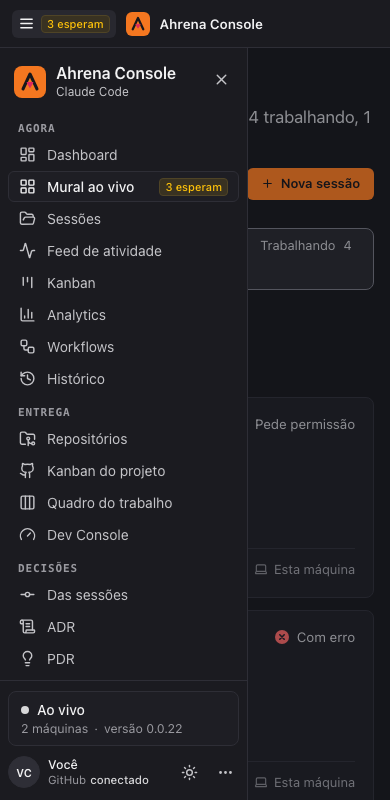 3 esperam
Ahrena Console
Ahrena Console
Claude Code
AGORA
Dashboard
Mural ao vivo
3 esperam
Sessões
Feed de atividade
Kanban
Analytics
Workflows
Histórico
ENTREGA
Repositórios
Kanban do projeto
Quadro do trabalho
Dev Console
DECISÕES
Das sessões
ADR
PDR
Ao vivo
2 máquinas · versão 0.0.22
VC
Você
GitHub conectado
4 trabalhando, 1
+ Nova sessão
Trabalhando 4
Pede permissão
Esta máquina
Com erro
Esta máquina